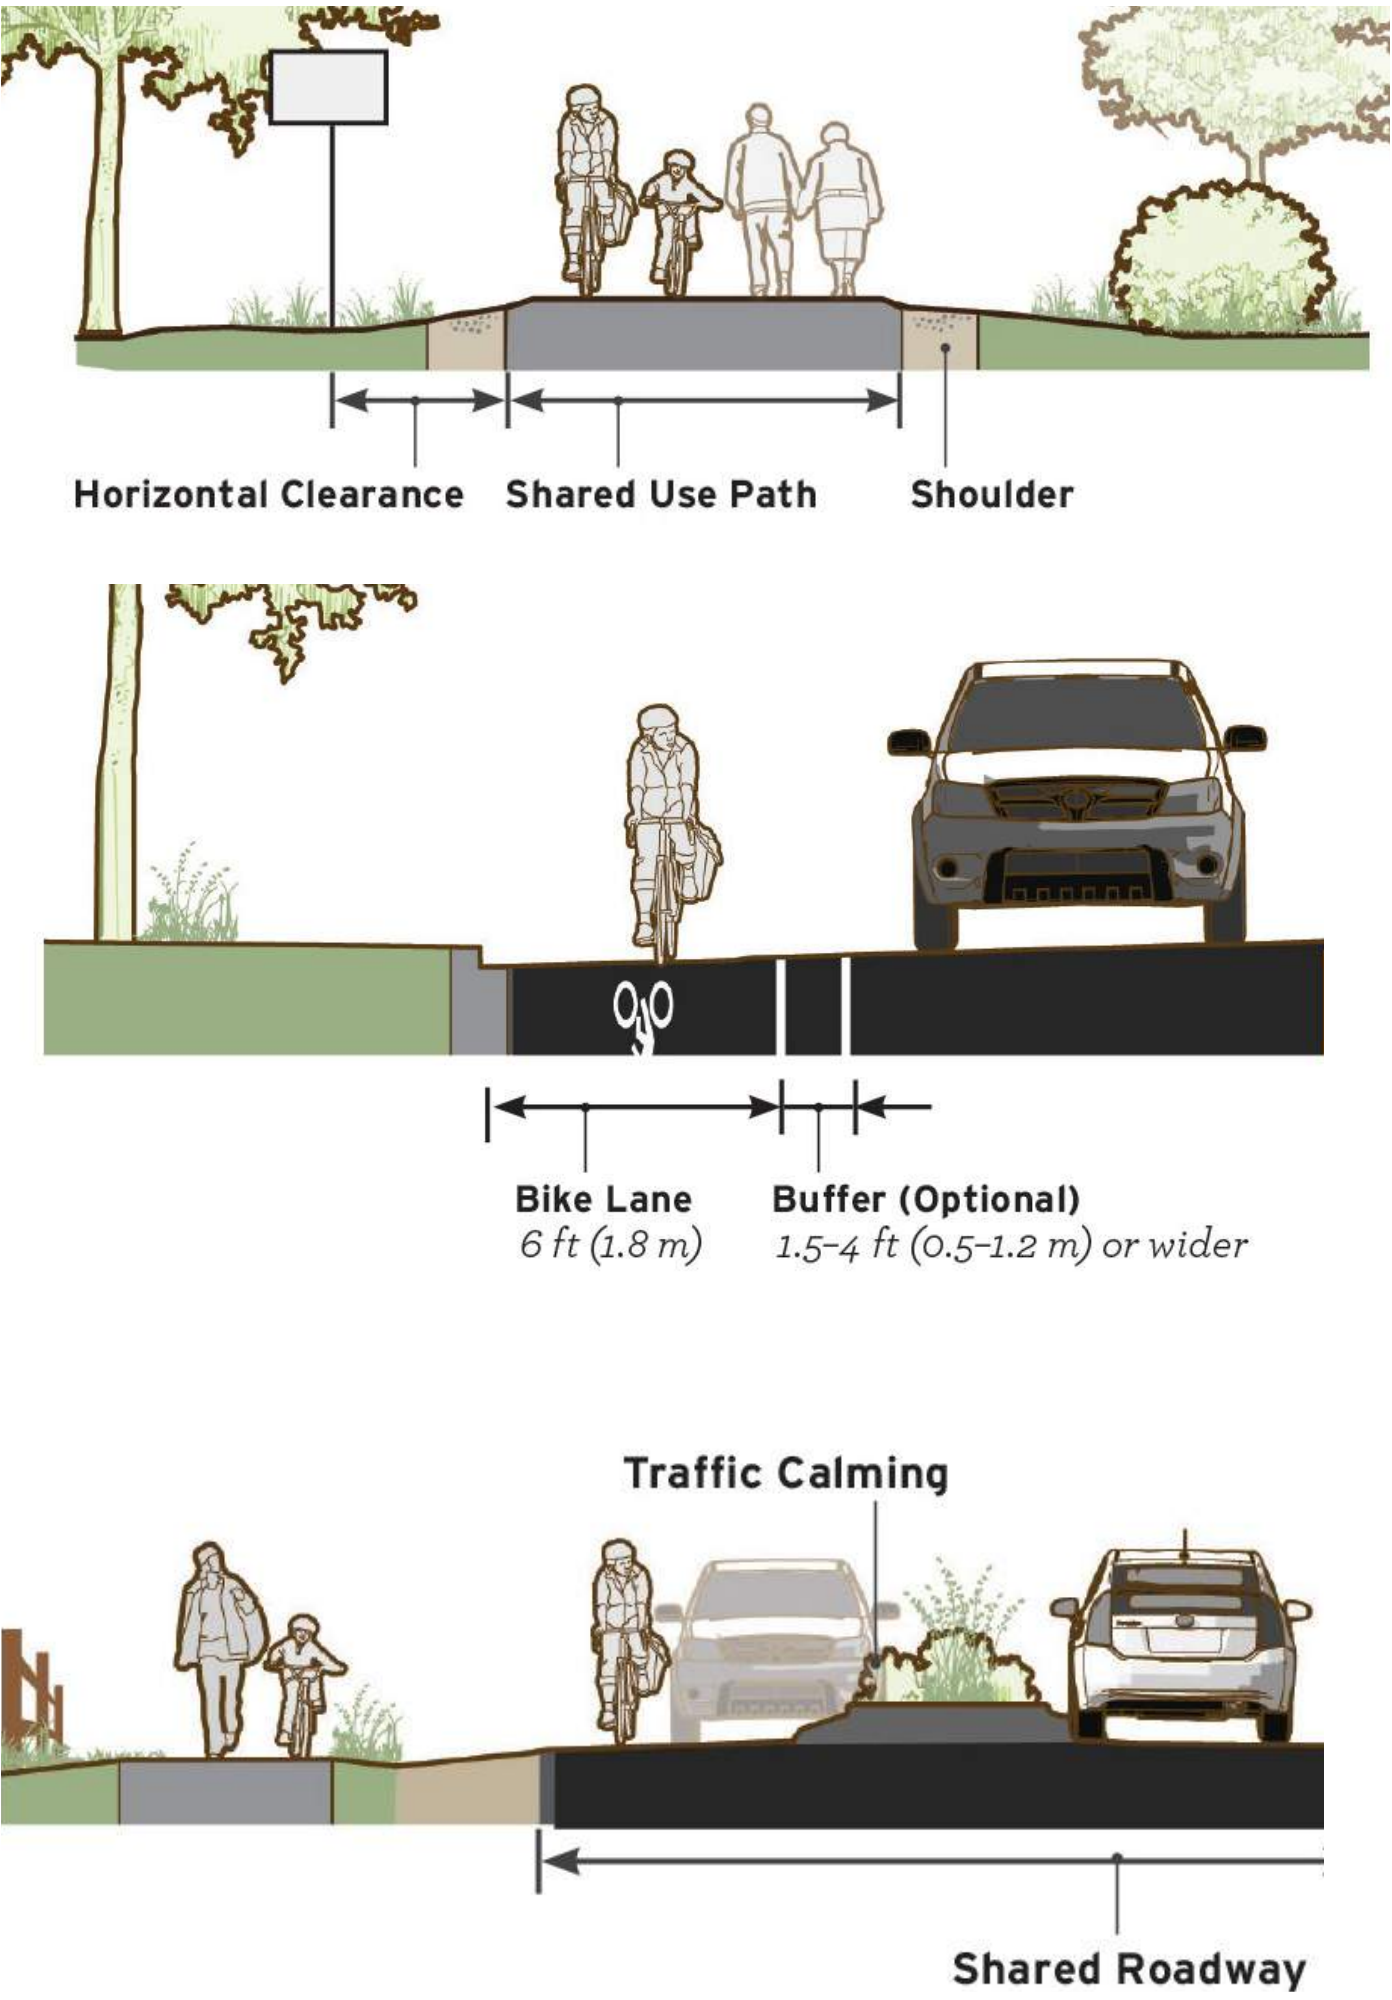 Horizontal Clearance Shared Use Path Shoulder
Bike Lane Buffer (Optional)
6 ft (1.8 m) 1.5–4 ft (0.5–1.2 m) or wider
Traffic Calming
Shared Roadway